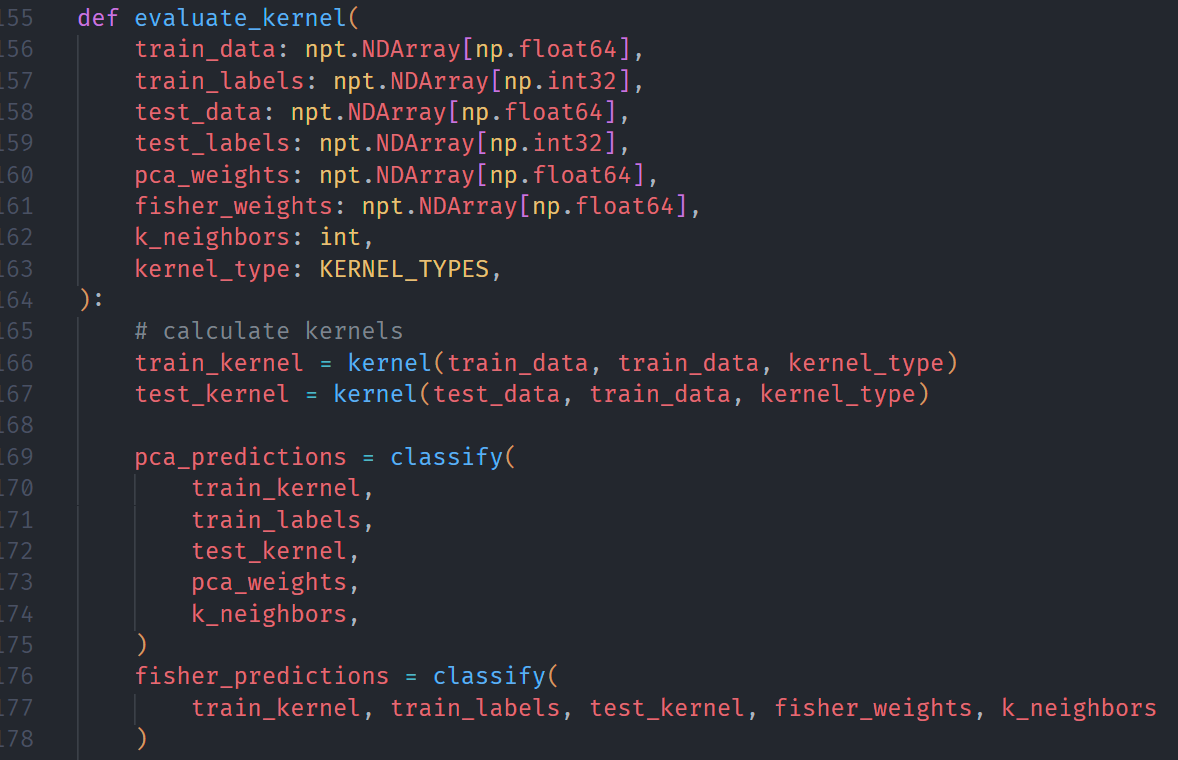 155 def evaluate_kernel(
156     train_data: npt.NDArray[np.float64],
157     train_labels: npt.NDArray[np.int32],
158     test_data: npt.NDArray[np.float64],
159     test_labels: npt.NDArray[np.int32],
160     pca_weights: npt.NDArray[np.float64],
161     fisher_weights: npt.NDArray[np.float64],
162     k_neighbors: int,
163     kernel_type: KERNEL_TYPES,
164 ):
165     # calculate kernels
166     train_kernel = kernel(train_data, train_data, kernel_type)
167     test_kernel = kernel(test_data, train_data, kernel_type)
168
169     pca_predictions = classify(
170         train_kernel,
171         train_labels,
172         test_kernel,
173         pca_weights,
174         k_neighbors,
175     )
176     fisher_predictions = classify(
177         train_kernel, train_labels, test_kernel, fisher_weights, k_neighbors
178     )